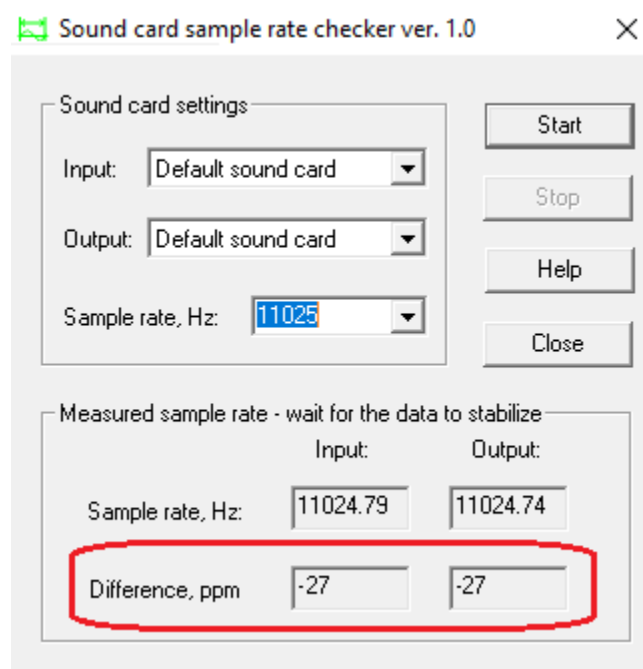 Sound card sample rate checker ver. 1.0
Sound card settings
Input: Default sound card
Output: Default sound card
Sample rate, Hz: 11025
Start
Stop
Help
Close
Measured sample rate - wait for the data to stabilize
Input: Output:
Sample rate, Hz: 11024.79 11024.74
Difference, ppm -27 -27